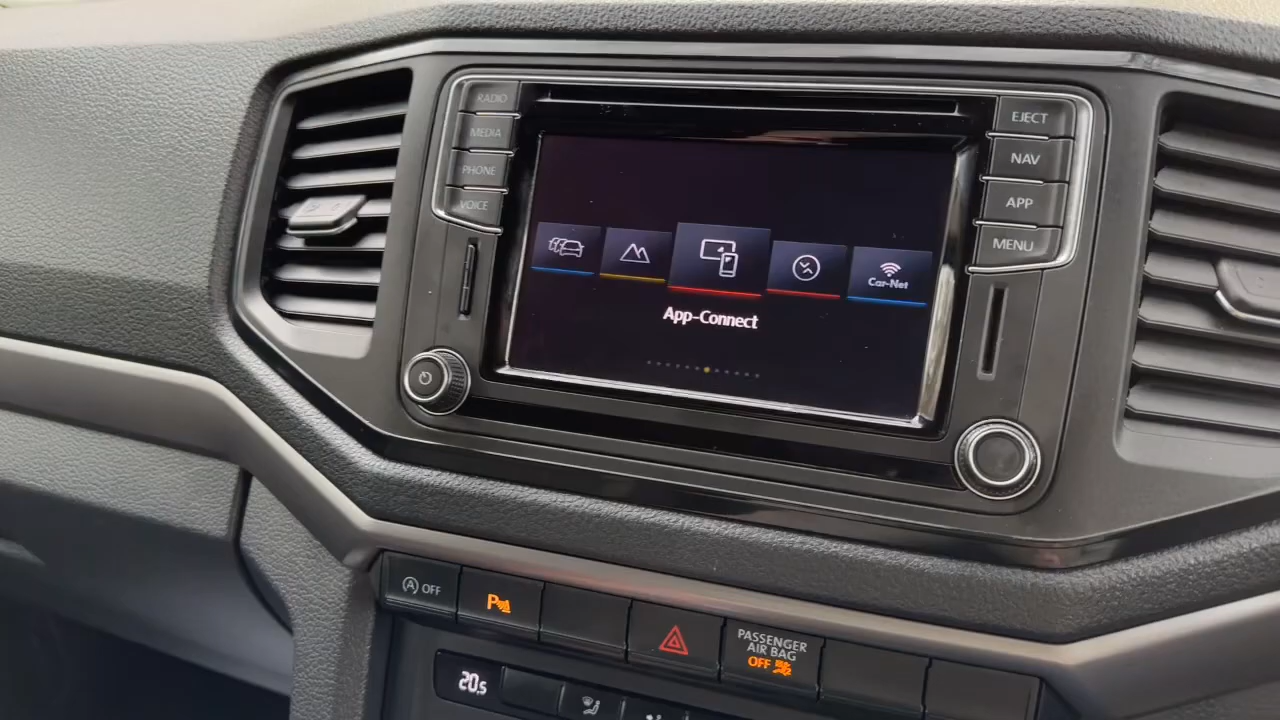 RADIO
MEDIA
PHONE
VOICE
EJECT
NAV
APP
MENU
Car-Net
App-Connect
A OFF
P
PASSENGER
AIR BAG
OFF
20.5